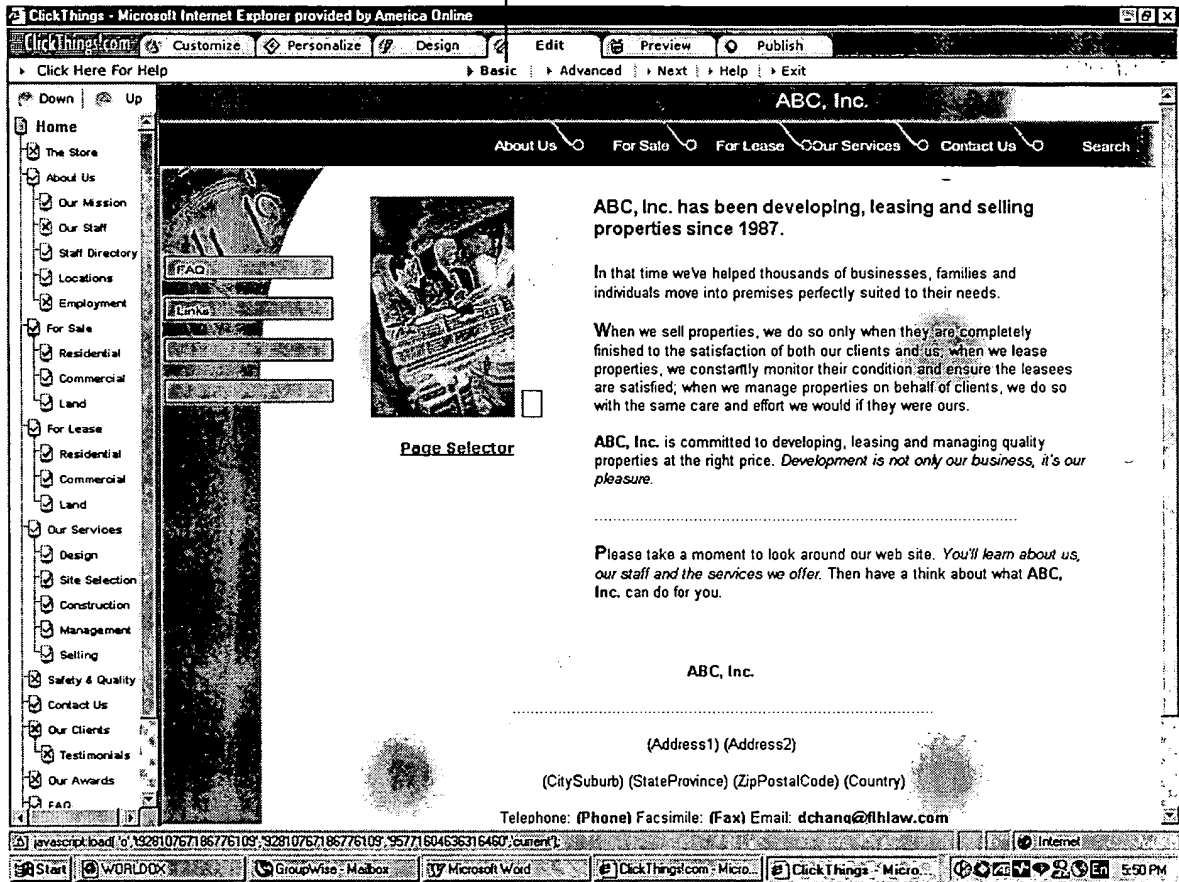 ClickThings - Microsoft Internet Explorer provided by America Online
ClickThings!com Customize Personalize Design Edit Preview Publish
Click Here For Help Basic Advanced Next Help Exit
Down Up
Home
The Store
About Us
Our Mission
Our Staff
Staff Directory
Locations
Employment
For Sale
Residential
Commercial
Land
For Lease
Residential
Commercial
Land
Our Services
Design
Site Selection
Construction
Management
Selling
Safety & Quality
Contact Us
Our Clients
Testimonials
Our Awards
FAQ
ABC, Inc.
About Us For Sale For Lease Our Services Contact Us Search
FAQ
Links
Page Selector
ABC, Inc. has been developing, leasing and selling
properties since 1987.
In that time we've helped thousands of businesses, families and
individuals move into premises perfectly suited to their needs.
When we sell properties, we do so only when they are completely
finished to the satisfaction of both our clients and us; when we lease
properties, we constantly monitor their condition and ensure the leasees
are satisfied; when we manage properties on behalf of clients, we do so
with the same care and effort we would if they were ours.
ABC, Inc. is committed to developing, leasing and managing quality
properties at the right price. Development is not only our business, it's our
pleasure.
Please take a moment to look around our web site. You'll learn about us,
our staff and the services we offer. Then have a think about what ABC,
Inc. can do for you.
ABC, Inc.
(Address1) (Address2)
(CitySuburb) (StateProvince) (ZipPostalCode) (Country)
Telephone: (Phone) Facsimile: (Fax) Email: dchang@flhlaw.com
javascript:load( 'o','1928107671867761 09','928107671867761 09','957716046363 16460','current'); Internet
Start WORLDOX GroupWise - Mailbox Microsoft Word ClickThings!com - Micro... ClickThings - Micro... En 5:50 PM